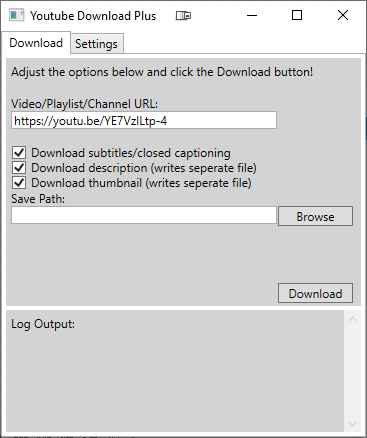 Youtube Download Plus
Download Settings
Adjust the options below and click the Download button!
Video/Playlist/Channel URL:
https://youtu.be/YE7VzlLtp-4
Download subtitles/closed captioning
Download description (writes seperate file)
Download thumbnail (writes seperate file)
Save Path:
Browse
Download
Log Output: